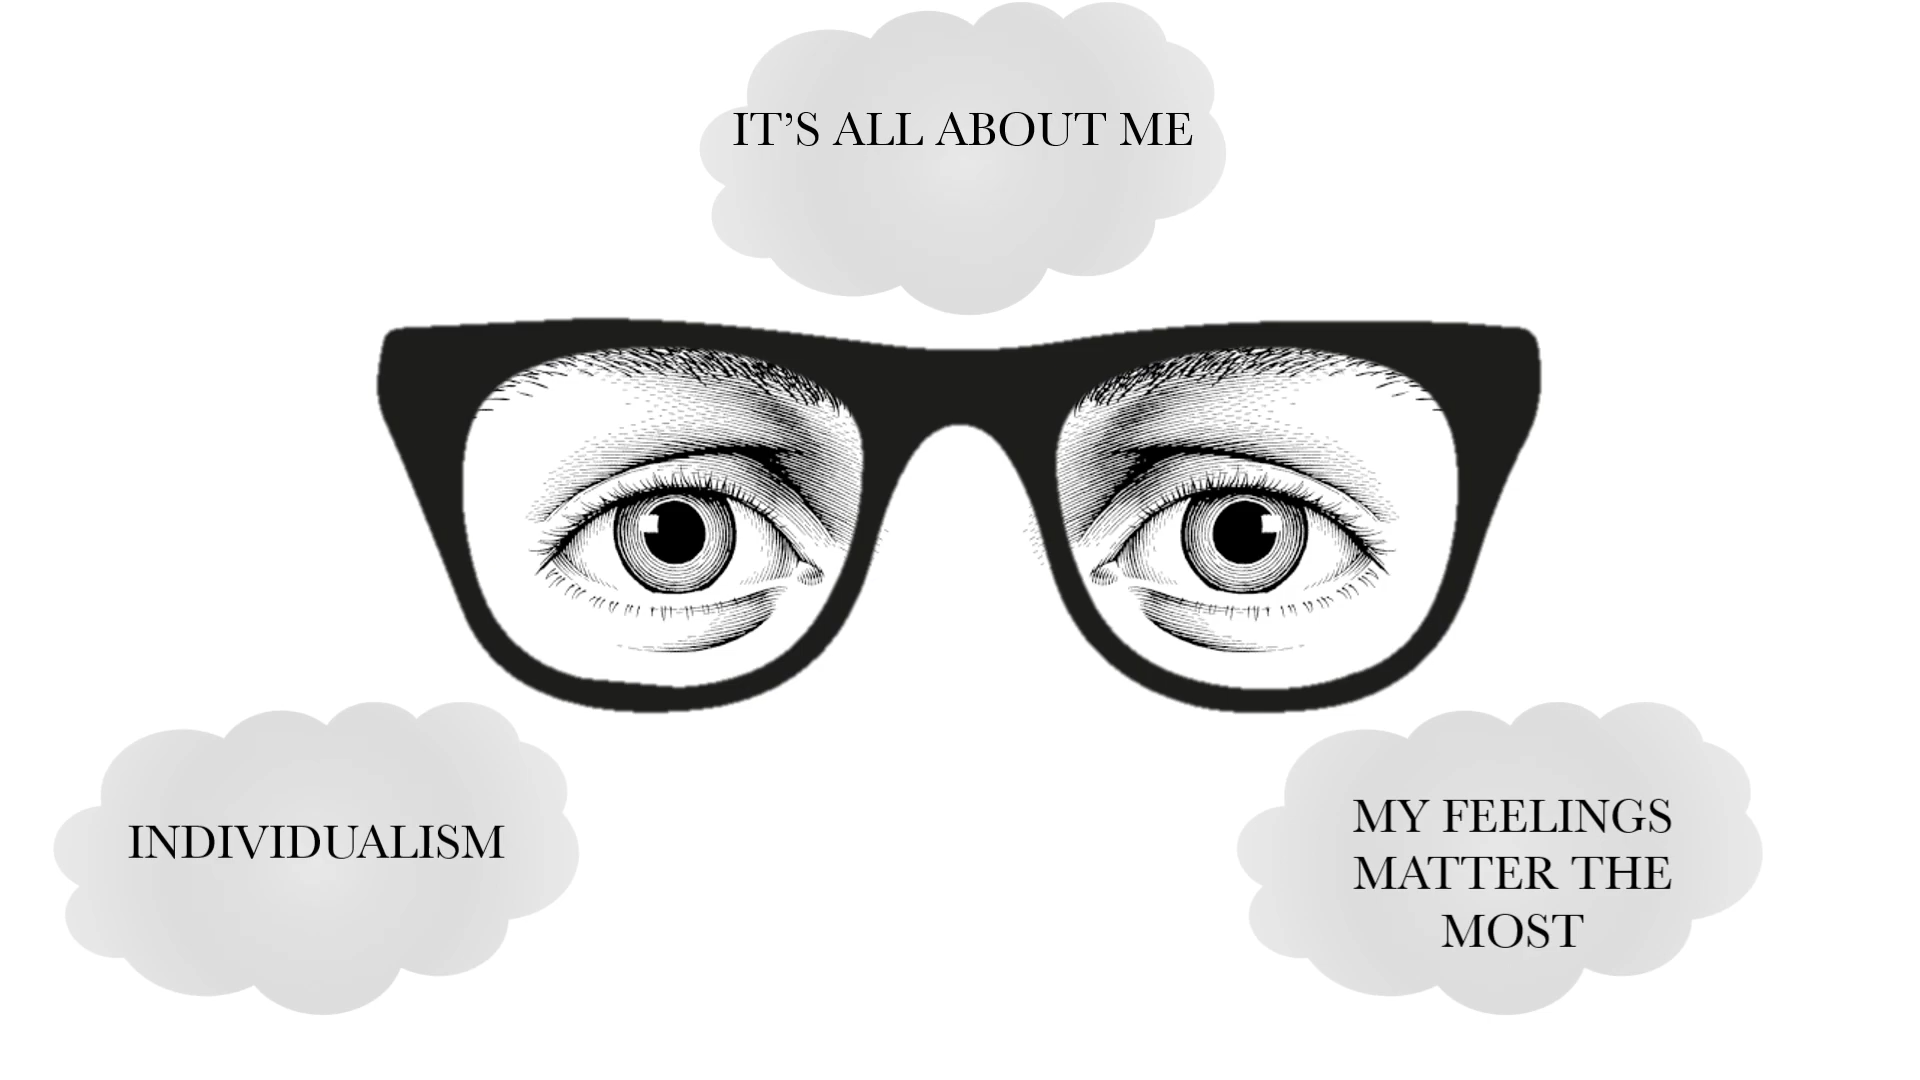 IT’S ALL ABOUT ME
INDIVIDUALISM
MY FEELINGS
MATTER THE
MOST